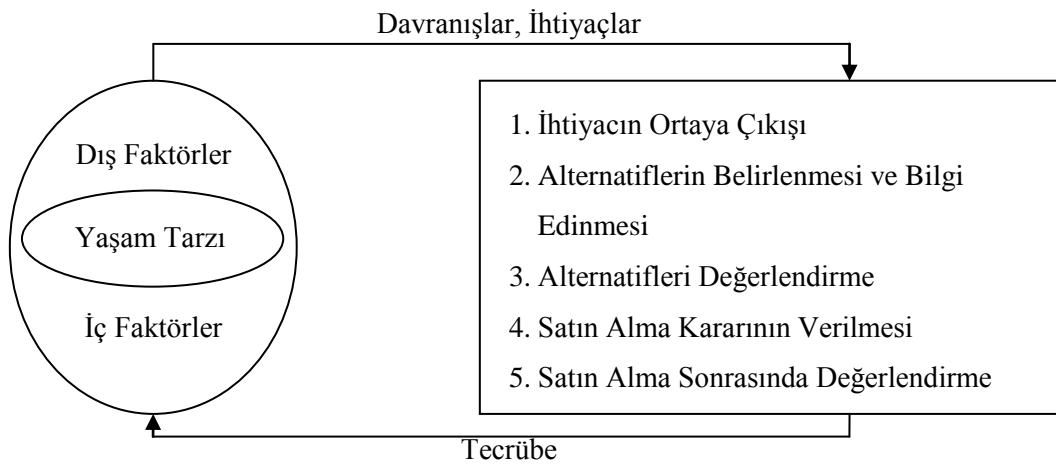 Davranışlar, İhtiyaçlar
Dış Faktörler
Yaşam Tarzı
İç Faktörler
1. İhtiyacın Ortaya Çıkışı
2. Alternatiflerin Belirlenmesi ve Bilgi
Edinmesi
3. Alternatifleri Değerlendirme
4. Satın Alma Kararının Verilmesi
5. Satın Alma Sonrasında Değerlendirme
Tecrübe